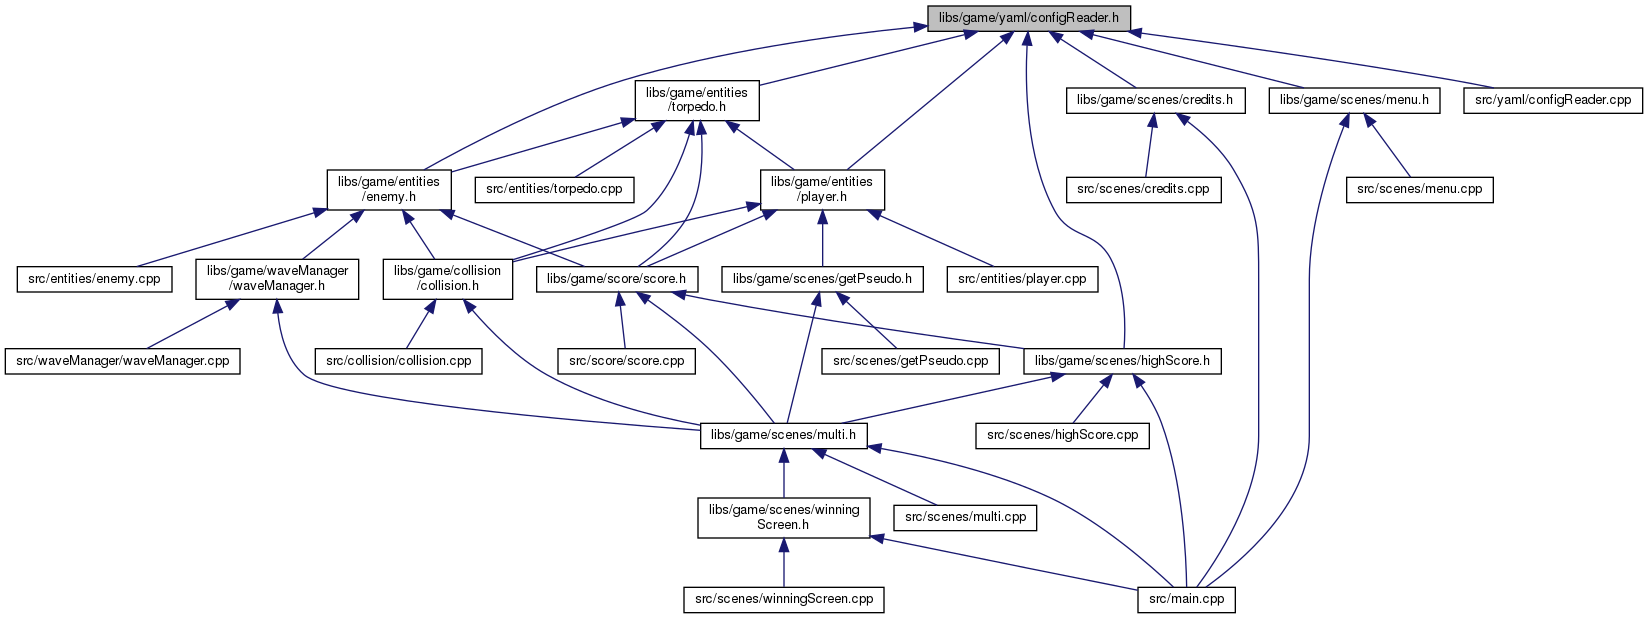 libs/game/yaml/configReader.h
libs/game/entities
/torpedo.h
libs/game/scenes/credits.h
libs/game/scenes/menu.h
src/yaml/configReader.cpp
libs/game/entities
/enemy.h
src/entities/torpedo.cpp
libs/game/entities
/player.h
src/scenes/credits.cpp
src/scenes/menu.cpp
src/entities/enemy.cpp
libs/game/waveManager
/waveManager.h
libs/game/collision
/collision.h
libs/game/score/score.h
libs/game/scenes/getPseudo.h
src/entities/player.cpp
src/waveManager/waveManager.cpp
src/collision/collision.cpp
src/score/score.cpp
src/scenes/getPseudo.cpp
libs/game/scenes/highScore.h
libs/game/scenes/multi.h
src/scenes/highScore.cpp
libs/game/scenes/winning
Screen.h
src/scenes/multi.cpp
src/scenes/winningScreen.cpp
src/main.cpp